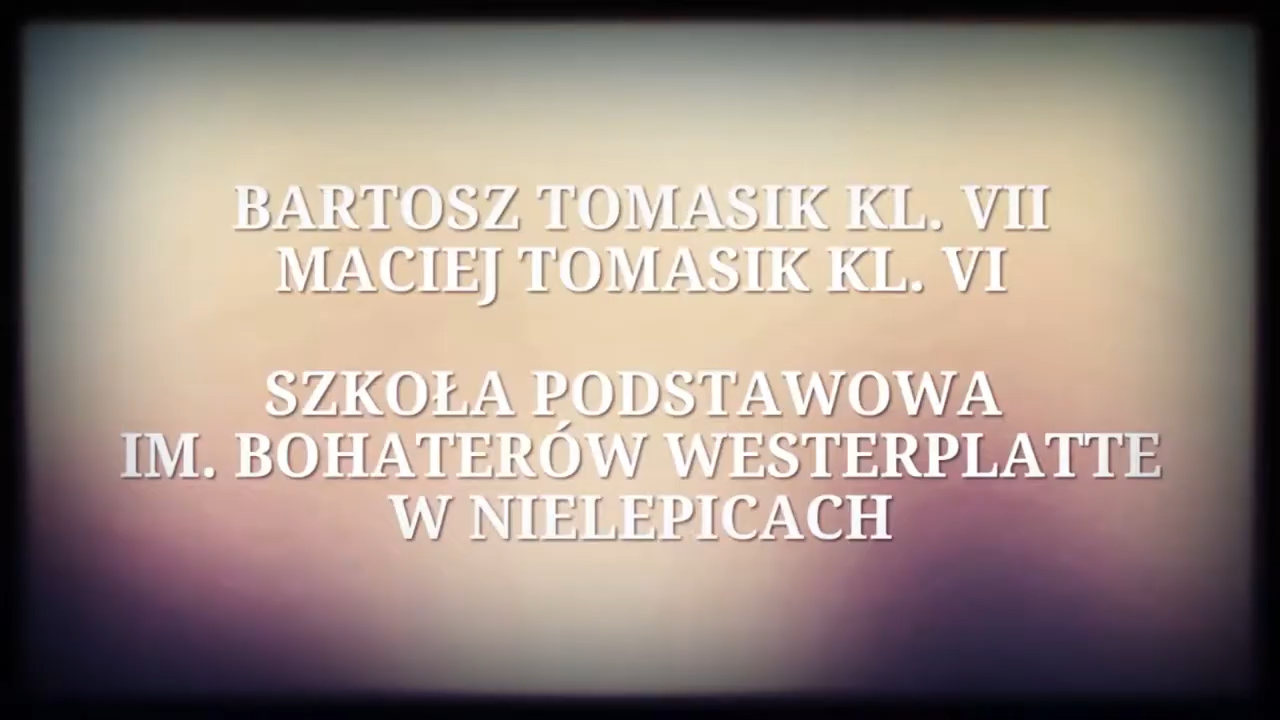 BARTOSZ TOMASIK KL. VII
MACIEJ TOMASIK KL. VI
SZKOŁA PODSTAWOWA
IM. BOHATERÓW WESTERPLATTE
W NIELEPICACH